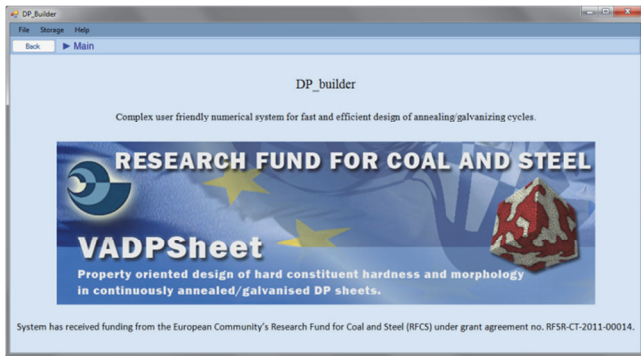 DP_Builder
File Storage Help
Back Main
DP_builder
Complex user friendly numerical system for fast and efficient design of annealing/galvanizing cycles.
RESEARCH FUND FOR COAL AND STEEL
VADPSheet
Property oriented design of hard constituent hardness and morphology
in continuously annealed/galvanised DP sheets.
System has received funding from the European Community's Research Fund for Coal and Steel (RFCS) under grant agreement no. RFSR-CT-2011-00014.